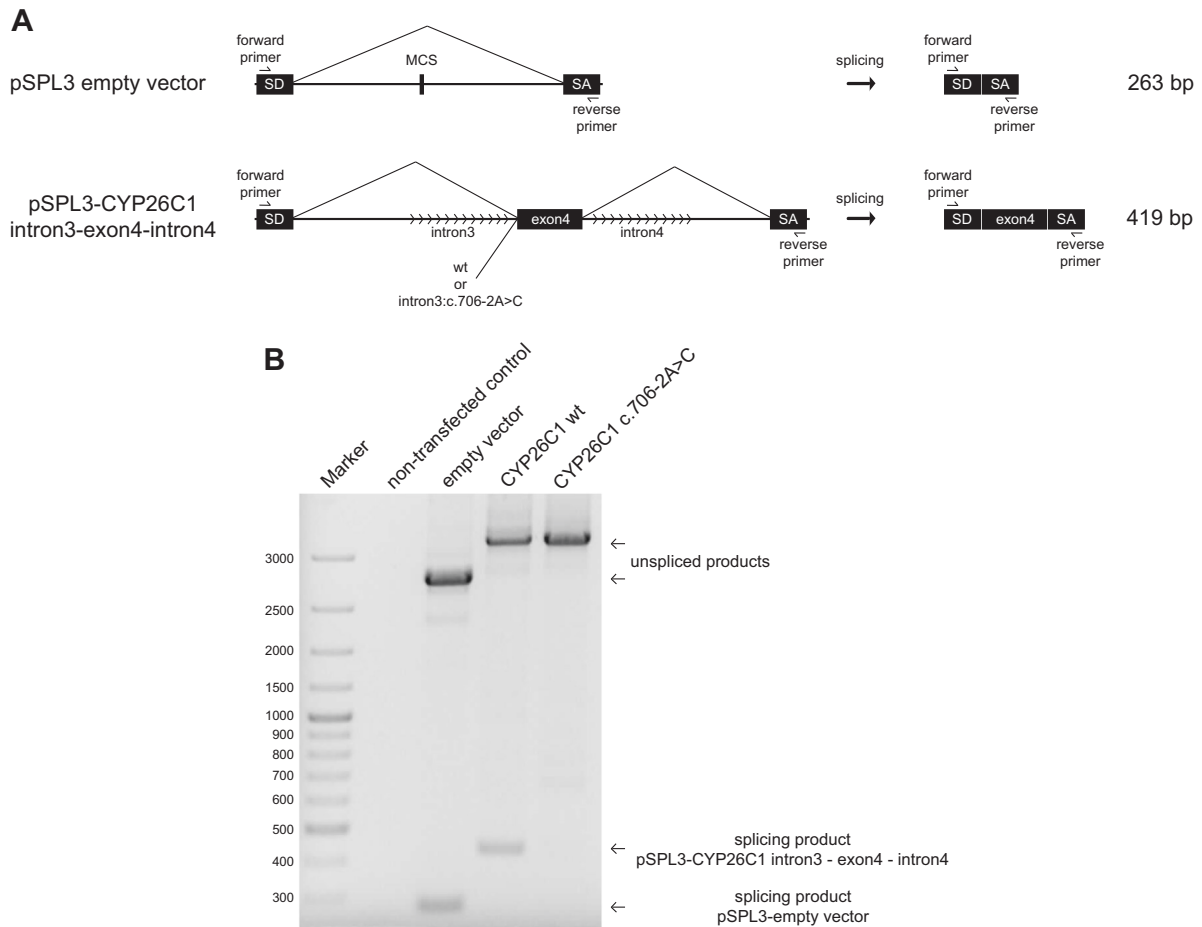 A
forward
primer
pSPL3 empty vector
SD
MCS
SA
reverse
primer
splicing
forward
primer
SD
SA
reverse
primer
263 bp
pSPL3-CYP26C1
intron3-exon4-intron4
forward
primer
SD
intron3
exon4
intron4
SA
reverse
primer
wt
or
intron3:c.706-2A>C
splicing
forward
primer
SD
exon4
SA
reverse
primer
419 bp
B
Marker
non-transfected control
empty vector
CYP26C1 wt
CYP26C1 c.706-2A>C
3000
2500
2000
1500
1000
900
800
700
600
500
400
300
unspliced products
splicing product
pSPL3-CYP26C1 intron3 - exon4 - intron4
splicing product
pSPL3-empty vector